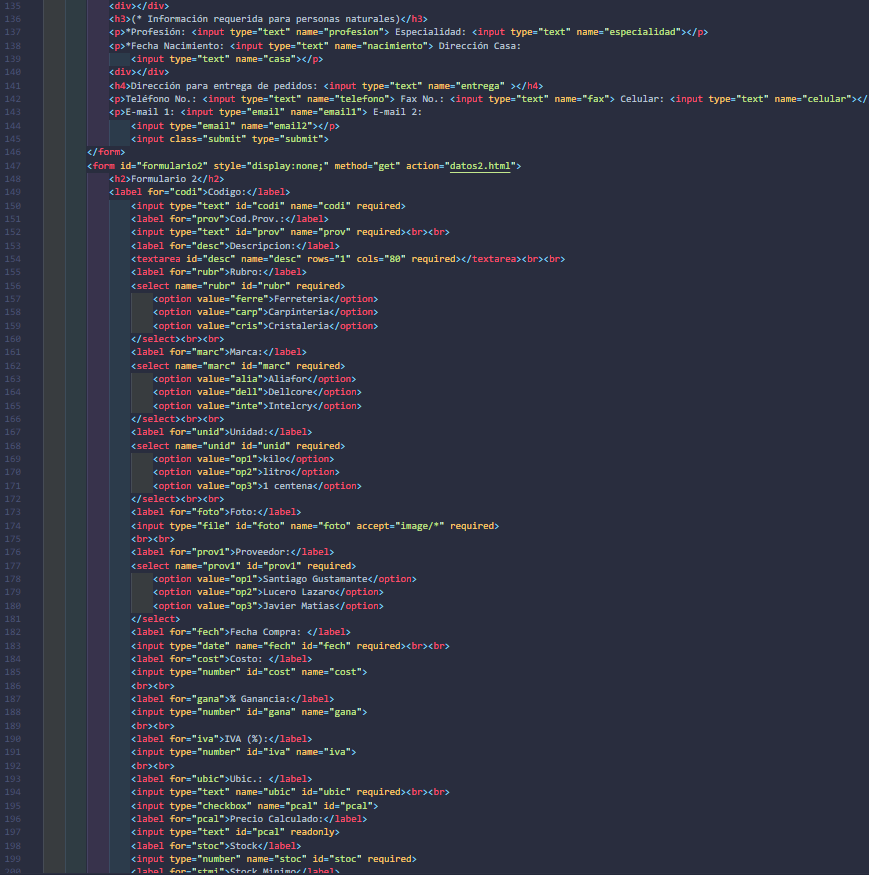 135 <div></div>
136 <h3>(* Información requerida para personas naturales)</h3>
137 <p>*Profesión: <input type="text" name="profesion"> Especialidad: <input type="text" name="especialidad"></p>
138 <p>*Fecha Nacimiento: <input type="text" name="nacimiento"> Dirección Casa:
139 <input type="text" name="casa"></p>
140 <div></div>
141 <h4>Dirección para entrega de pedidos: <input type="text" name="entrega" ></h4>
142 <p>Teléfono No.: <input type="text" name="telefono"> Fax No.: <input type="text" name="fax"> Celular: <input type="text" name="celular"></
143 <p>E-mail 1: <input type="email" name="email1"> E-mail 2:
144 <input type="email" name="email2"></p>
145 <input class="submit" type="submit">
146 </form>
147 <form id="formulario2" style="display:none;" method="get" action="datos2.html">
148 <h2>Formulario 2</h2>
149 <label for="codi">Codigo:</label>
150 <input type="text" id="codi" name="codi" required>
151 <label for="prov">Cod.Prov.:</label>
152 <input type="text" id="prov" name="prov" required><br><br>
153 <label for="desc">Descripcion:</label>
154 <textarea id="desc" name="desc" rows="1" cols="80" required></textarea><br><br>
155 <label for="rubr">Rubro:</label>
156 <select name="rubr" id="rubr" required>
157 <option value="ferre">Ferreteria</option>
158 <option value="carp">Carpinteria</option>
159 <option value="cris">Cristaleria</option>
160 </select><br><br>
161 <label for="marc">Marca:</label>
162 <select name="marc" id="marc" required>
163 <option value="alia">Aliafor</option>
164 <option value="dell">Dellcore</option>
165 <option value="inte">Intelcry</option>
166 </select><br><br>
167 <label for="unid">Unidad:</label>
168 <select name="unid" id="unid" required>
169 <option value="op1">kilo</option>
170 <option value="op2">litro</option>
171 <option value="op3">1 centena</option>
172 </select><br><br>
173 <label for="foto">Foto:</label>
174 <input type="file" id="foto" name="foto" accept="image/*" required>
175 <br><br>
176 <label for="prov1">Proveedor:</label>
177 <select name="prov1" id="prov1" required>
178 <option value="op1">Santiago Gustamante</option>
179 <option value="op2">Lucero Lazaro</option>
180 <option value="op3">Javier Matias</option>
181 </select>
182 <label for="fech">Fecha Compra: </label>
183 <input type="date" name="fech" id="fech" required><br><br>
184 <label for="cost">Costo: </label>
185 <input type="number" id="cost" name="cost">
186 <br><br>
187 <label for="gana">% Ganancia:</label>
188 <input type="number" id="gana" name="gana">
189 <br><br>
190 <label for="iva">IVA (%):</label>
191 <input type="number" id="iva" name="iva">
192 <br><br>
193 <label for="ubic">Ubic.: </label>
194 <input type="text" name="ubic" id="ubic" required><br><br>
195 <input type="checkbox" name="pcal" id="pcal">
196 <label for="pcal">Precio Calculado:</label>
197 <input type="text" id="pcal" readonly>
198 <label for="stoc">Stock</label>
199 <input type="number" name="stoc" id="stoc" required>
200 <label for="stmi">Stock Minimo</label>